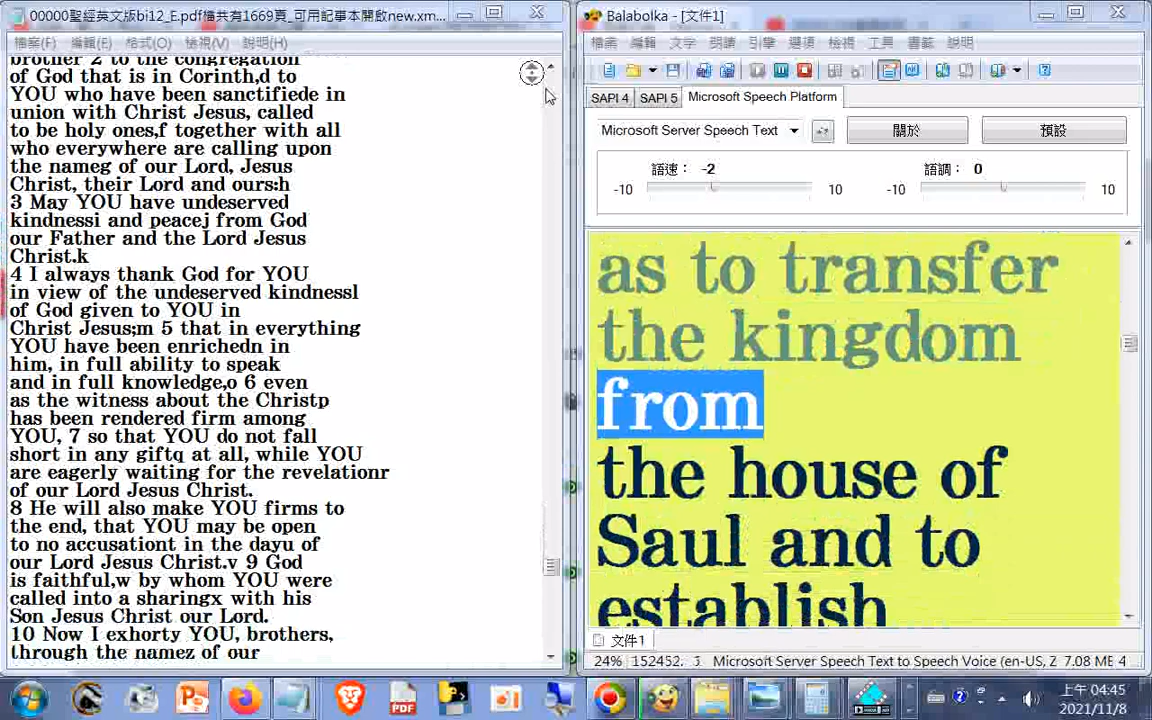 00000聖經英文版bi12_E.pdf檔共有1669頁_可用記事本開啟new.xm...
檔案(F) 編輯(E) 格式(O) 檢視(V) 說明(H)
brother 2 to the congregation
of God that is in Corinth,d to
YOU who have been sanctifiede in
union with Christ Jesus, called
to be holy ones,f together with all
who everywhere are calling upon
the nameg of our Lord, Jesus
Christ, their Lord and ours:h
3 May YOU have undeserved
kindnessi and peacej from God
our Father and the Lord Jesus
Christ.k
4 I always thank God for YOU
in view of the undeserved kindnessl
of God given to YOU in
Christ Jesus;m 5 that in everything
YOU have been enrichedn in
him, in full ability to speak
and in full knowledge,o 6 even
as the witness about the Christp
has been rendered firm among
YOU, 7 so that YOU do not fall
short in any giftq at all, while YOU
are eagerly waiting for the revelationr
of our Lord Jesus Christ.
8 He will also make YOU firms to
the end, that YOU may be open
to no accusationt in the dayu of
our Lord Jesus Christ.v 9 God
is faithful,w by whom YOU were
called into a sharingx with his
Son Jesus Christ our Lord.
10 Now I exhorty YOU, brothers,
through the namez of our
Balabolka - [文件1]
檔案 編輯 文字 朗讀 引擎 選項 檢視 工具 書籤 說明
SAPI 4 SAPI 5 Microsoft Speech Platform
Microsoft Server Speech Text 關於 預設
語速： -2 語調： 0
-10 10 -10 10
as to transfer
the kingdom
from
the house of
Saul and to
establish
文件1
24% 152452. Microsoft Server Speech Text to Speech Voice (en-US, Z 7.08 MB 4
PDF
上午 04:45
2021/11/8